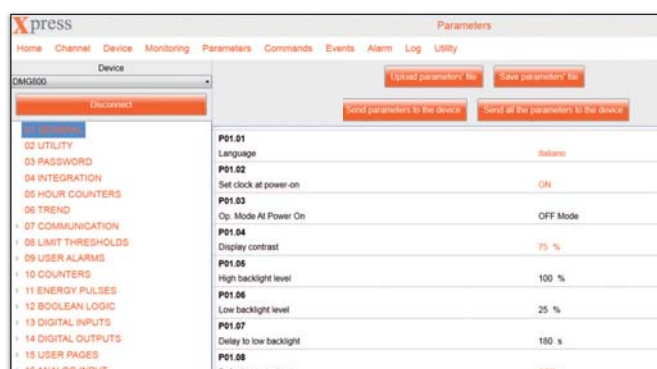 Xpress
Parameters
Home Channel Device Monitoring Parameters Commands Events Alarm Log Utility
Device
DMG800
Disconnect
Upload parameters' file
Save parameters' file
Send parameters to the device
Send all the parameters to the device
02 UTILITY
03 PASSWORD
04 INTEGRATION
05 HOUR COUNTERS
06 TREND
07 COMMUNICATION
08 LIMIT THRESHOLDS
09 USER ALARMS
10 COUNTERS
11 ENERGY PULSES
12 BOOLEAN LOGIC
13 DIGITAL INPUTS
14 DIGITAL OUTPUTS
15 USER PAGES
P01.01
Language Italiano
P01.02
Set clock at power-on ON
P01.03
Op. Mode At Power On OFF Mode
P01.04
Display contrast 75 %
P01.05
High backlight level 100 %
P01.06
Low backlight level 25 %
P01.07
Delay to low backlight 180 s
P01.08